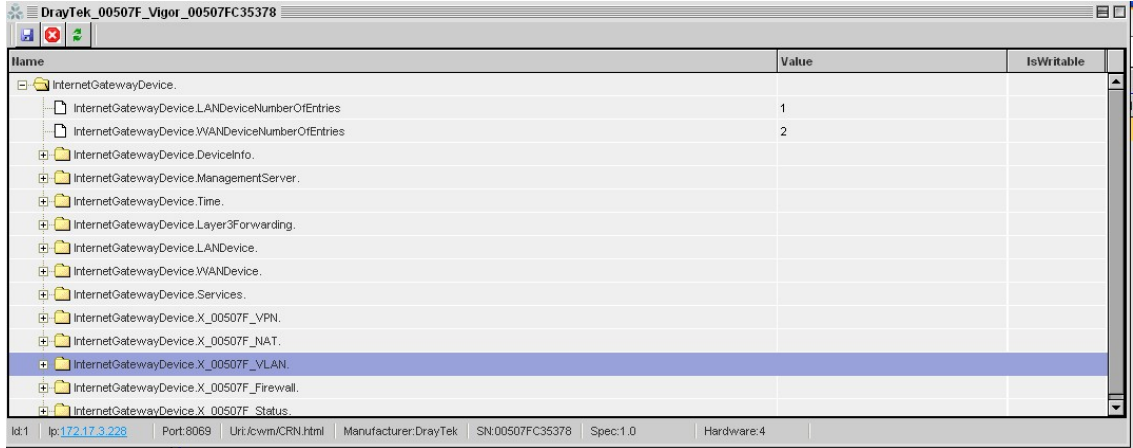 DrayTek_00507F_Vigor_00507FC35378
Name Value IsWritable
InternetGatewayDevice.
InternetGatewayDevice.LANDeviceNumberOfEntries 1
InternetGatewayDevice.WANDeviceNumberOfEntries 2
InternetGatewayDevice.DeviceInfo.
InternetGatewayDevice.ManagementServer.
InternetGatewayDevice.Time.
InternetGatewayDevice.Layer3Forwarding.
InternetGatewayDevice.LANDevice.
InternetGatewayDevice.WANDevice.
InternetGatewayDevice.Services.
InternetGatewayDevice.X_00507F_VPN.
InternetGatewayDevice.X_00507F_NAT.
InternetGatewayDevice.X_00507F_VLAN.
InternetGatewayDevice.X_00507F_Firewall.
InternetGatewayDevice.X_00507F_Status.
Id:1 Ip:172.17.3.228 Port:8069 Uri:/cwm/CRN.html Manufacturer:DrayTek SN:00507FC35378 Spec:1.0 Hardware:4